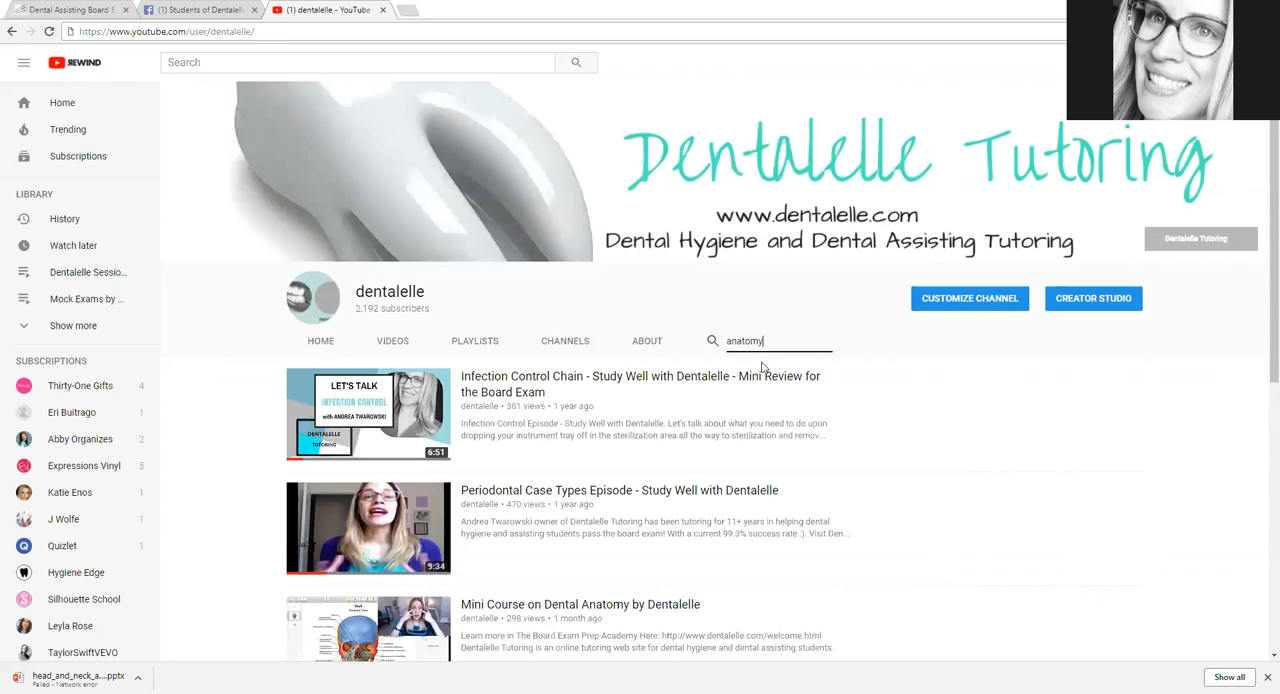 Dental Assisting Board E
(1) Students of Dentalell
(1) dentalelle - YouTube
https://www.youtube.com/user/dentalelle/
REWIND
Search
Home
Trending
Subscriptions
LIBRARY
History
Watch later
Dentalelle Sessio...
Mock Exams by ...
Show more
SUBSCRIPTIONS
Thirty-One Gifts 4
Eri Buitrago 1
Abby Organizes 2
Expressions Vinyl 5
Katie Enos 1
J Wolfe 1
Quizlet 1
Hygiene Edge
Silhouette School
Leyla Rose
TaylorSwiftVEVO
Dentalelle Tutoring
www.dentalelle.com
Dental Hygiene and Dental Assisting Tutoring
Dentalelle Tutoring
dentalelle
2,192 subscribers
CUSTOMIZE CHANNEL
CREATOR STUDIO
HOME VIDEOS PLAYLISTS CHANNELS ABOUT anatomy
LET'S TALK
INFECTION CONTROL
with ANDREA TWAROWSKI
DENTALELLE
TUTORING
6:51
Infection Control Chain - Study Well with Dentalelle - Mini Review for
the Board Exam
dentalelle • 381 views • 1 year ago
Infection Control Episode - Study Well with Dentalelle. Let's talk about what you need to do upon
dropping your instrument tray off in the sterilization area all the way to sterilization and remov...
9:34
Periodontal Case Types Episode - Study Well with Dentalelle
dentalelle • 470 views • 1 year ago
Andrea Twarowski owner of Dentalelle Tutoring has been tutoring for 11+ years in helping dental
hygiene and assisting students pass the board exam! With a current 99.3% success rate :). Visit Den...
Skull
Mini Course on Dental Anatomy by Dentalelle
dentalelle • 298 views • 1 month ago
Learn more in The Board Exam Prep Academy Here: http://www.dentalelle.com/welcome.html
Dentalelle Tutoring is an online tutoring web site for dental hygiene and dental assisting students.
head_and_neck_a....pptx
Failed - Network error
Show all